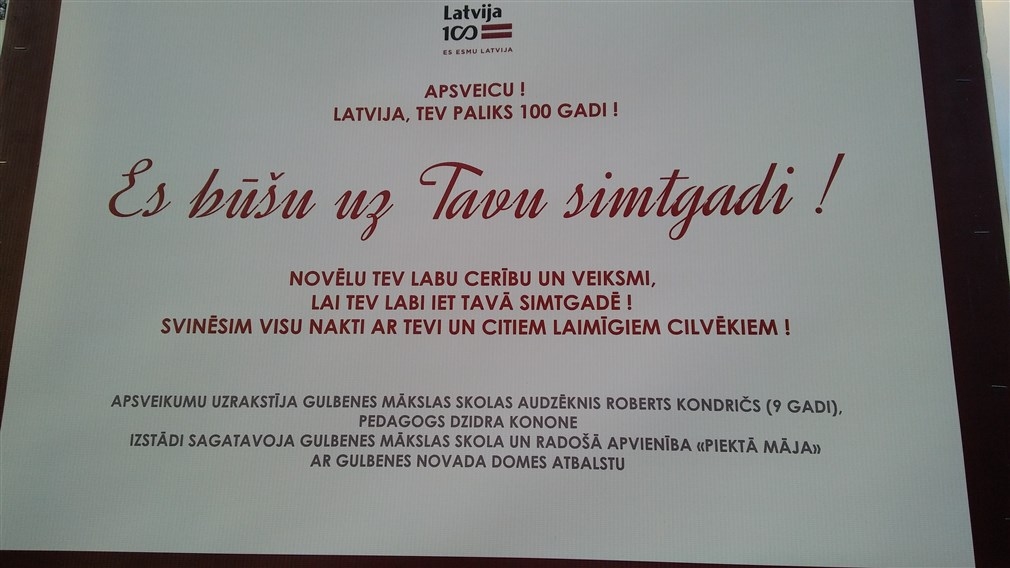 Latvija
100
ES ESMU LATVIJA
APSVEICU !
LATVIJA, TEV PALIKS 100 GADI !
Es būšu uz Tavu simtgadi !
NOVĒLU TEV LABU CERĪBU UN VEIKSMI,
LAI TEV LABI IET TAVĀ SIMTGADĒ !
SVINĒSIM VISU NAKTI AR TEVI UN CITIEM LAIMĪGIEM CILVĒKIEM !
APSVEIKUMU UZRAKSTĪJA GULBENES MĀKSLAS SKOLAS AUDZĒKNIS ROBERTS KONDRIČS (9 GADI),
PEDAGOGS DZIDRA KONONE
IZSTĀDI SAGATAVOJA GULBENES MĀKSLAS SKOLA UN RADOŠĀ APVIENĪBA «PIEKTĀ MĀJA»
AR GULBENES NOVADA DOMES ATBALSTU